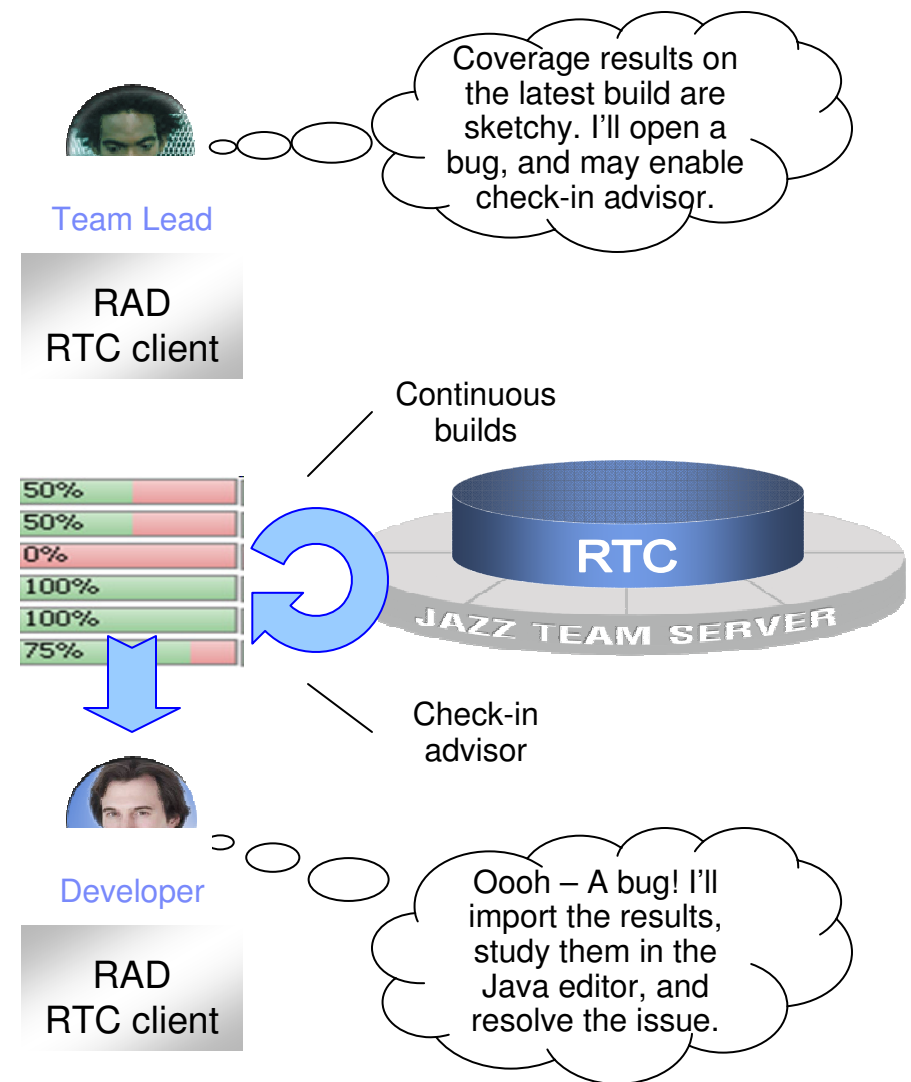 Coverage results on
the latest build are
sketchy. I'll open a
bug, and may enable
check-in advisor.
Team Lead
RAD
RTC client
Continuous
builds
50%
50%
0%
100%
100%
75%
RTC
JAZZ TEAM SERVER
Check-in
advisor
Developer
RAD
RTC client
Oooh – A bug! I'll
import the results,
study them in the
Java editor, and
resolve the issue.